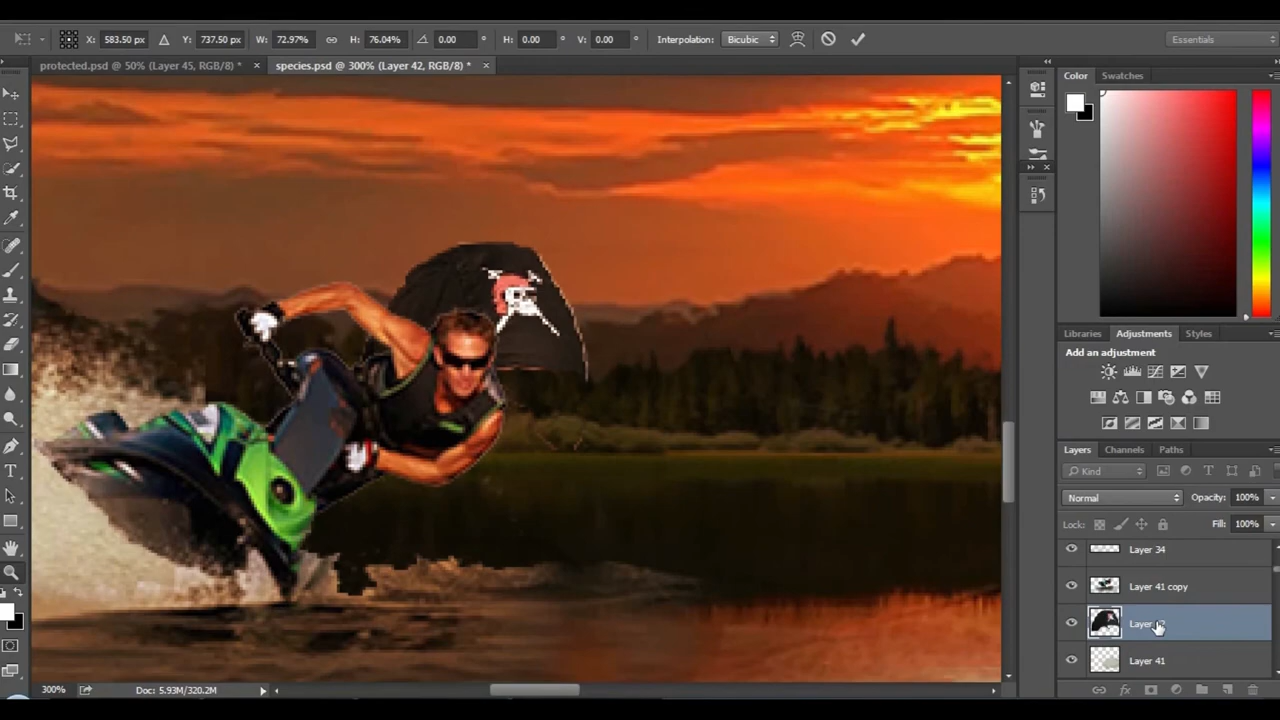 X: 583.50 px Y: 737.50 px W: 72.97% H: 76.04% 0.00 ° H: 0.00 ° V: 0.00 ° Interpolation: Bicubic Essentials
protected.psd @ 50% (Layer 45, RGB/8) * × species.psd @ 300% (Layer 42, RGB/8) * ×
Color Swatches
Libraries Adjustments Styles
Add an adjustment
Layers Channels Paths
Kind
Normal Opacity: 100%
Lock: Fill: 100%
Layer 34
Layer 41 copy
Layer
Layer 41
300% Doc: 5.93M/320.2M